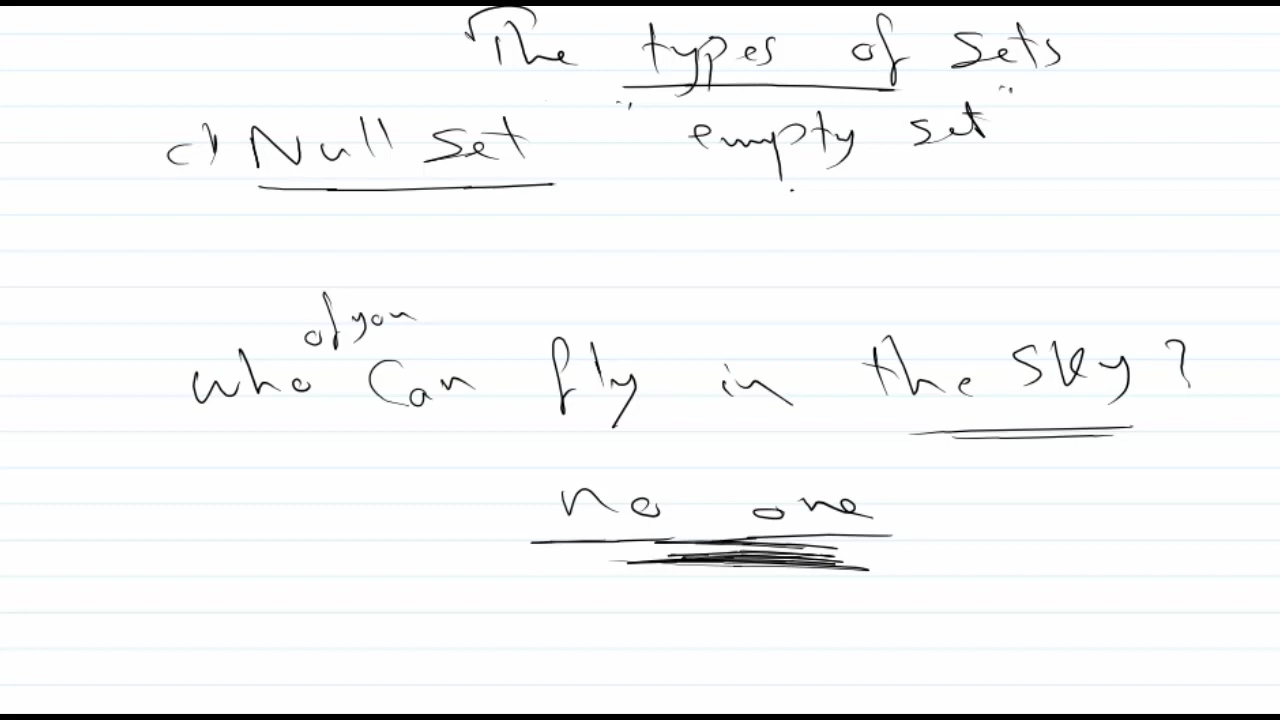 The types of sets
c) Null set "empty set"
of you
who can fly in the sky?
no one